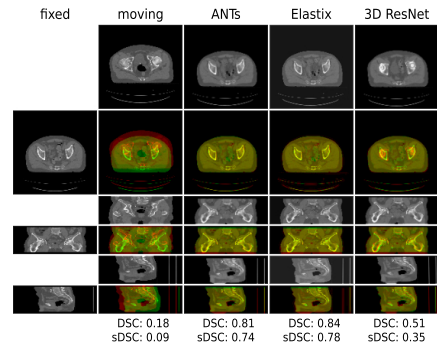 fixed moving ANTs Elastix 3D ResNet
DSC: 0.18 DSC: 0.81 DSC: 0.84 DSC: 0.51
sDSC: 0.09 sDSC: 0.74 sDSC: 0.78 sDSC: 0.35